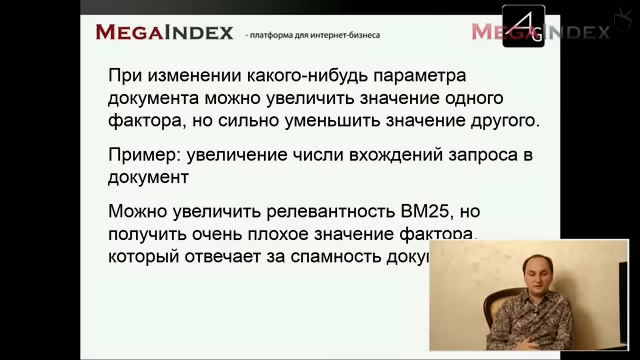 MEGAINDEX - платформа для интернет-бизнеса
AG
MEGAINDEX
При изменении какого-нибудь параметра
документа можно увеличить значение одного
фактора, но сильно уменьшить значение другого.
Пример: увеличение числи вхождений запроса в
документ
Можно увеличить релевантность BM25, но
получить очень плохое значение фактора,
который отвечает за спамность